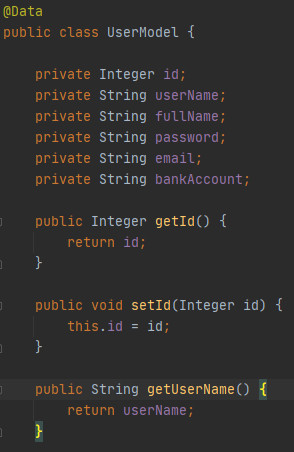 @Data
public class UserModel {
private Integer id;
private String userName;
private String fullName;
private String password;
private String email;
private String bankAccount;
public Integer getId() {
return id;
}
public void setId(Integer id) {
this.id = id;
}
public String getUserName() {
return userName;
}